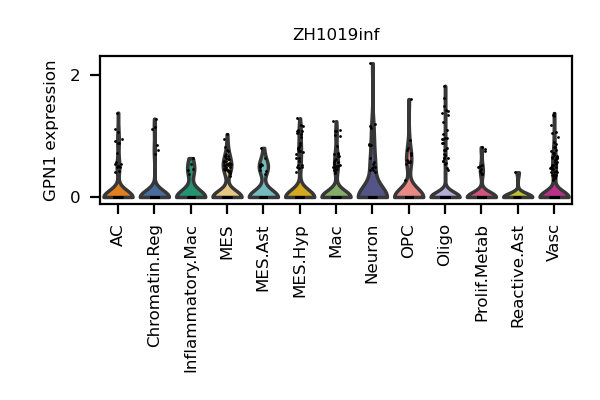 ZH1019inf
GPN1 expression
2
0
AC
Chromatin.Reg
Inflammatory.Mac
MES
MES.Ast
MES.Hyp
Mac
Neuron
OPC
Oligo
Prolif.Metab
Reactive.Ast
Vasc